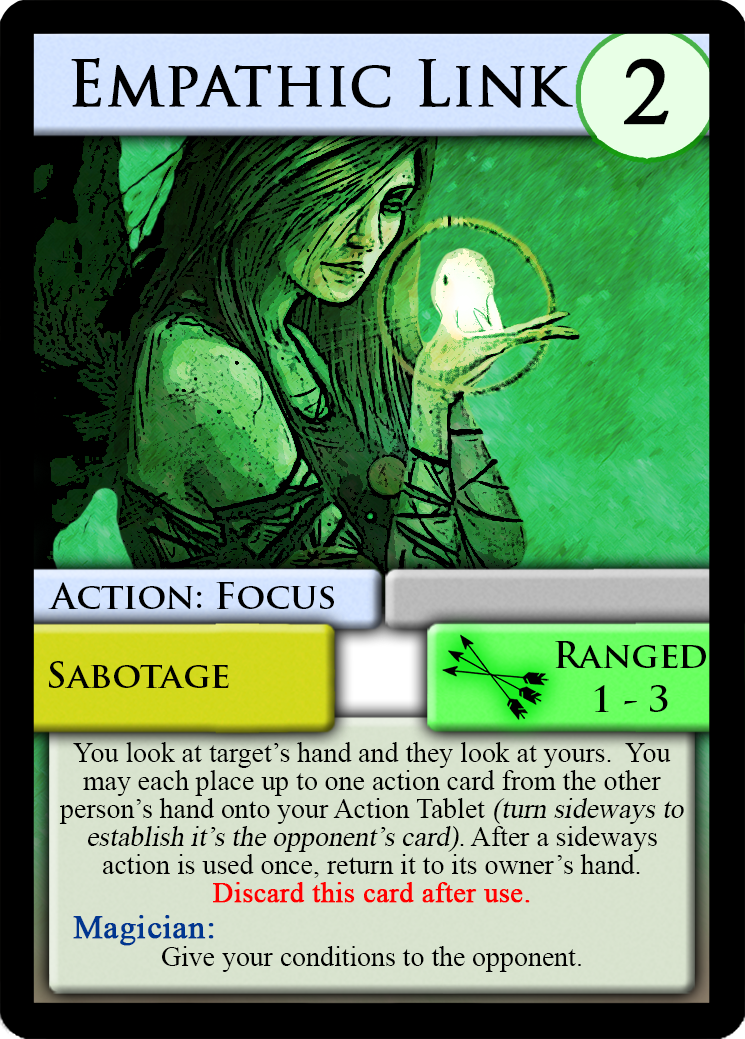 Empathic Link
2
Action: Focus
Sabotage
Ranged
1 - 3
You look at target's hand and they look at yours.  You
may each place up to one action card from the other
person's hand onto your Action Tablet (turn sideways to
establish it's the opponent's card). After a sideways
action is used once, return it to its owner's hand.
Discard this card after use.
Magician:
Give your conditions to the opponent.